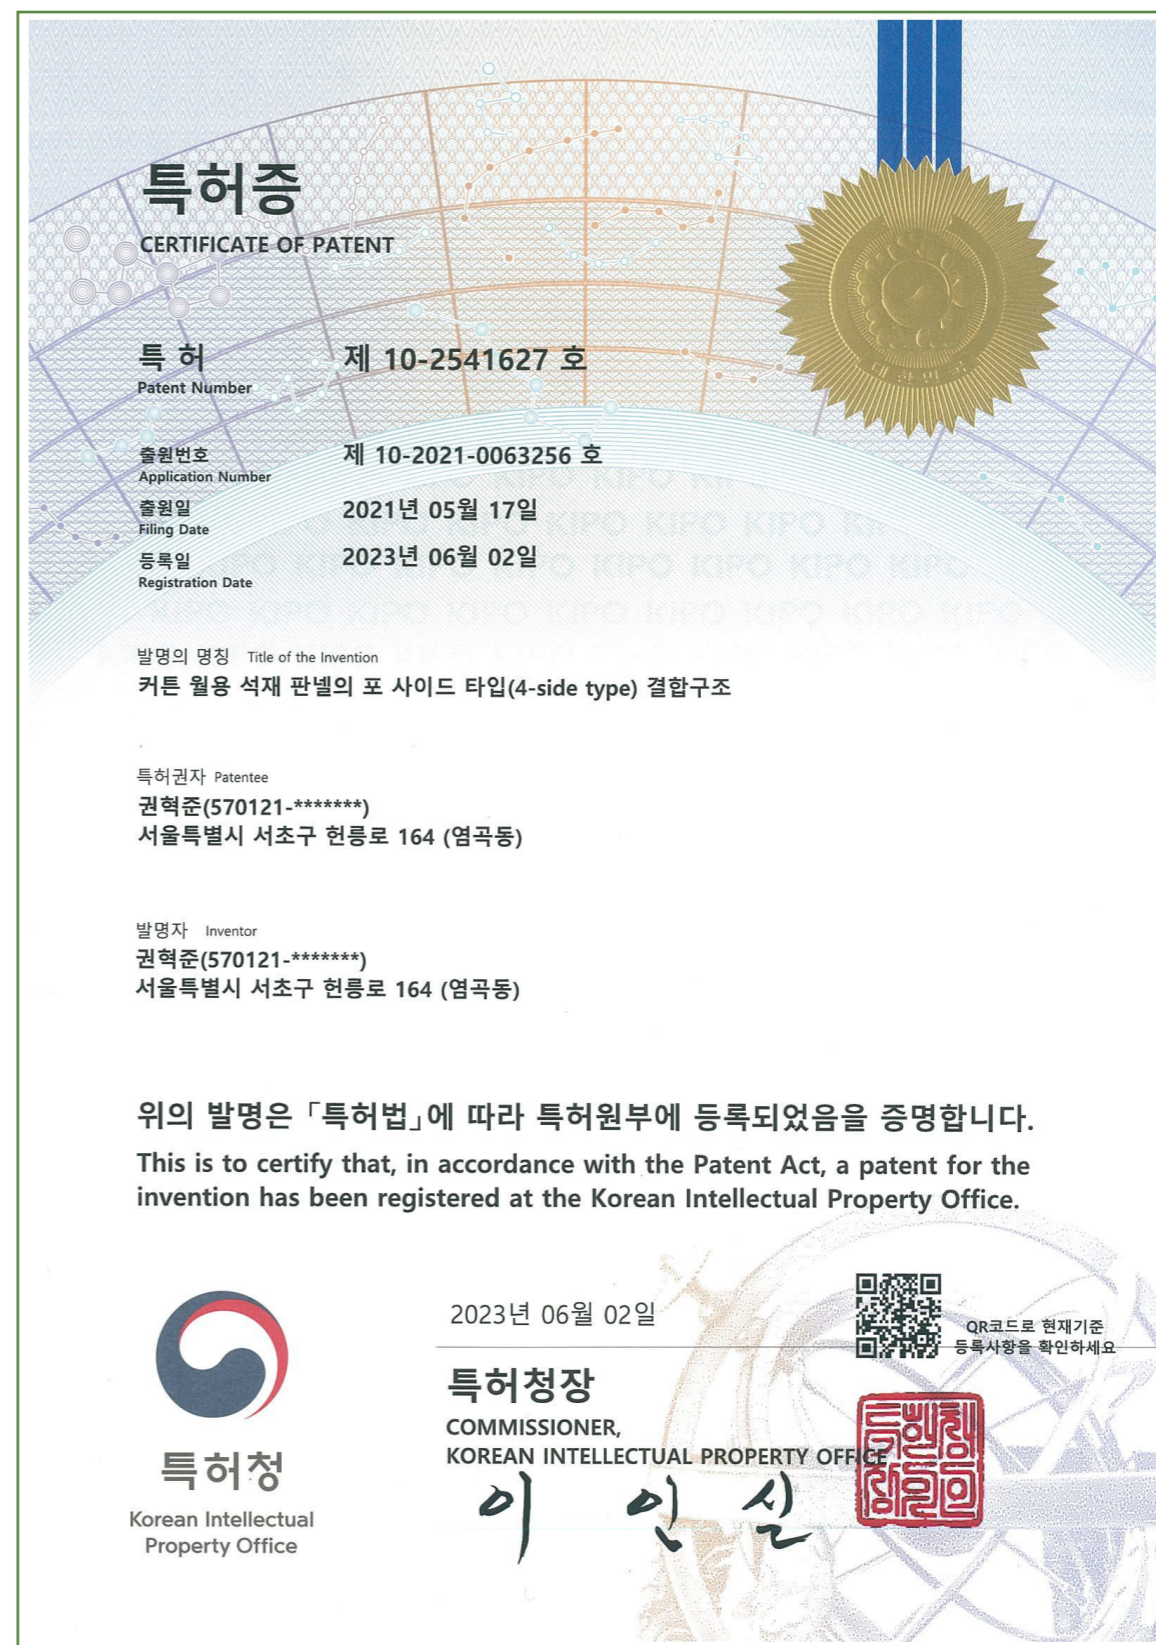 특허증
CERTIFICATE OF PATENT
특 허 제 10-2541627 호
Patent Number
출원번호 제 10-2021-0063256 호
Application Number
출원일 2021년 05월 17일
Filing Date
등록일 2023년 06월 02일
Registration Date
발명의 명칭 Title of the Invention
커튼 월용 석재 판넬의 포 사이드 타입(4-side type) 결합구조
특허권자 Patentee
권혁준(570121-*******)
서울특별시 서초구 헌릉로 164 (염곡동)
발명자 Inventor
권혁준(570121-*******)
서울특별시 서초구 헌릉로 164 (염곡동)
위의 발명은 「특허법」에 따라 특허원부에 등록되었음을 증명합니다.
This is to certify that, in accordance with the Patent Act, a patent for the
invention has been registered at the Korean Intellectual Property Office.
2023년 06월 02일
QR코드로 현재기준
등록사항을 확인하세요
특허청장
COMMISSIONER,
KOREAN INTELLECTUAL PROPERTY OFFICE
이 인 실
특허청
Korean Intellectual
Property Office